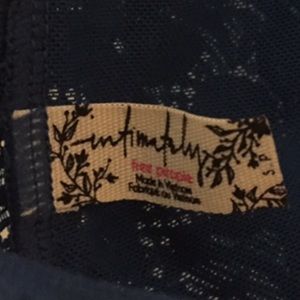 intimately
free people
Made in Vietnam
Fabriqué au Vietnam